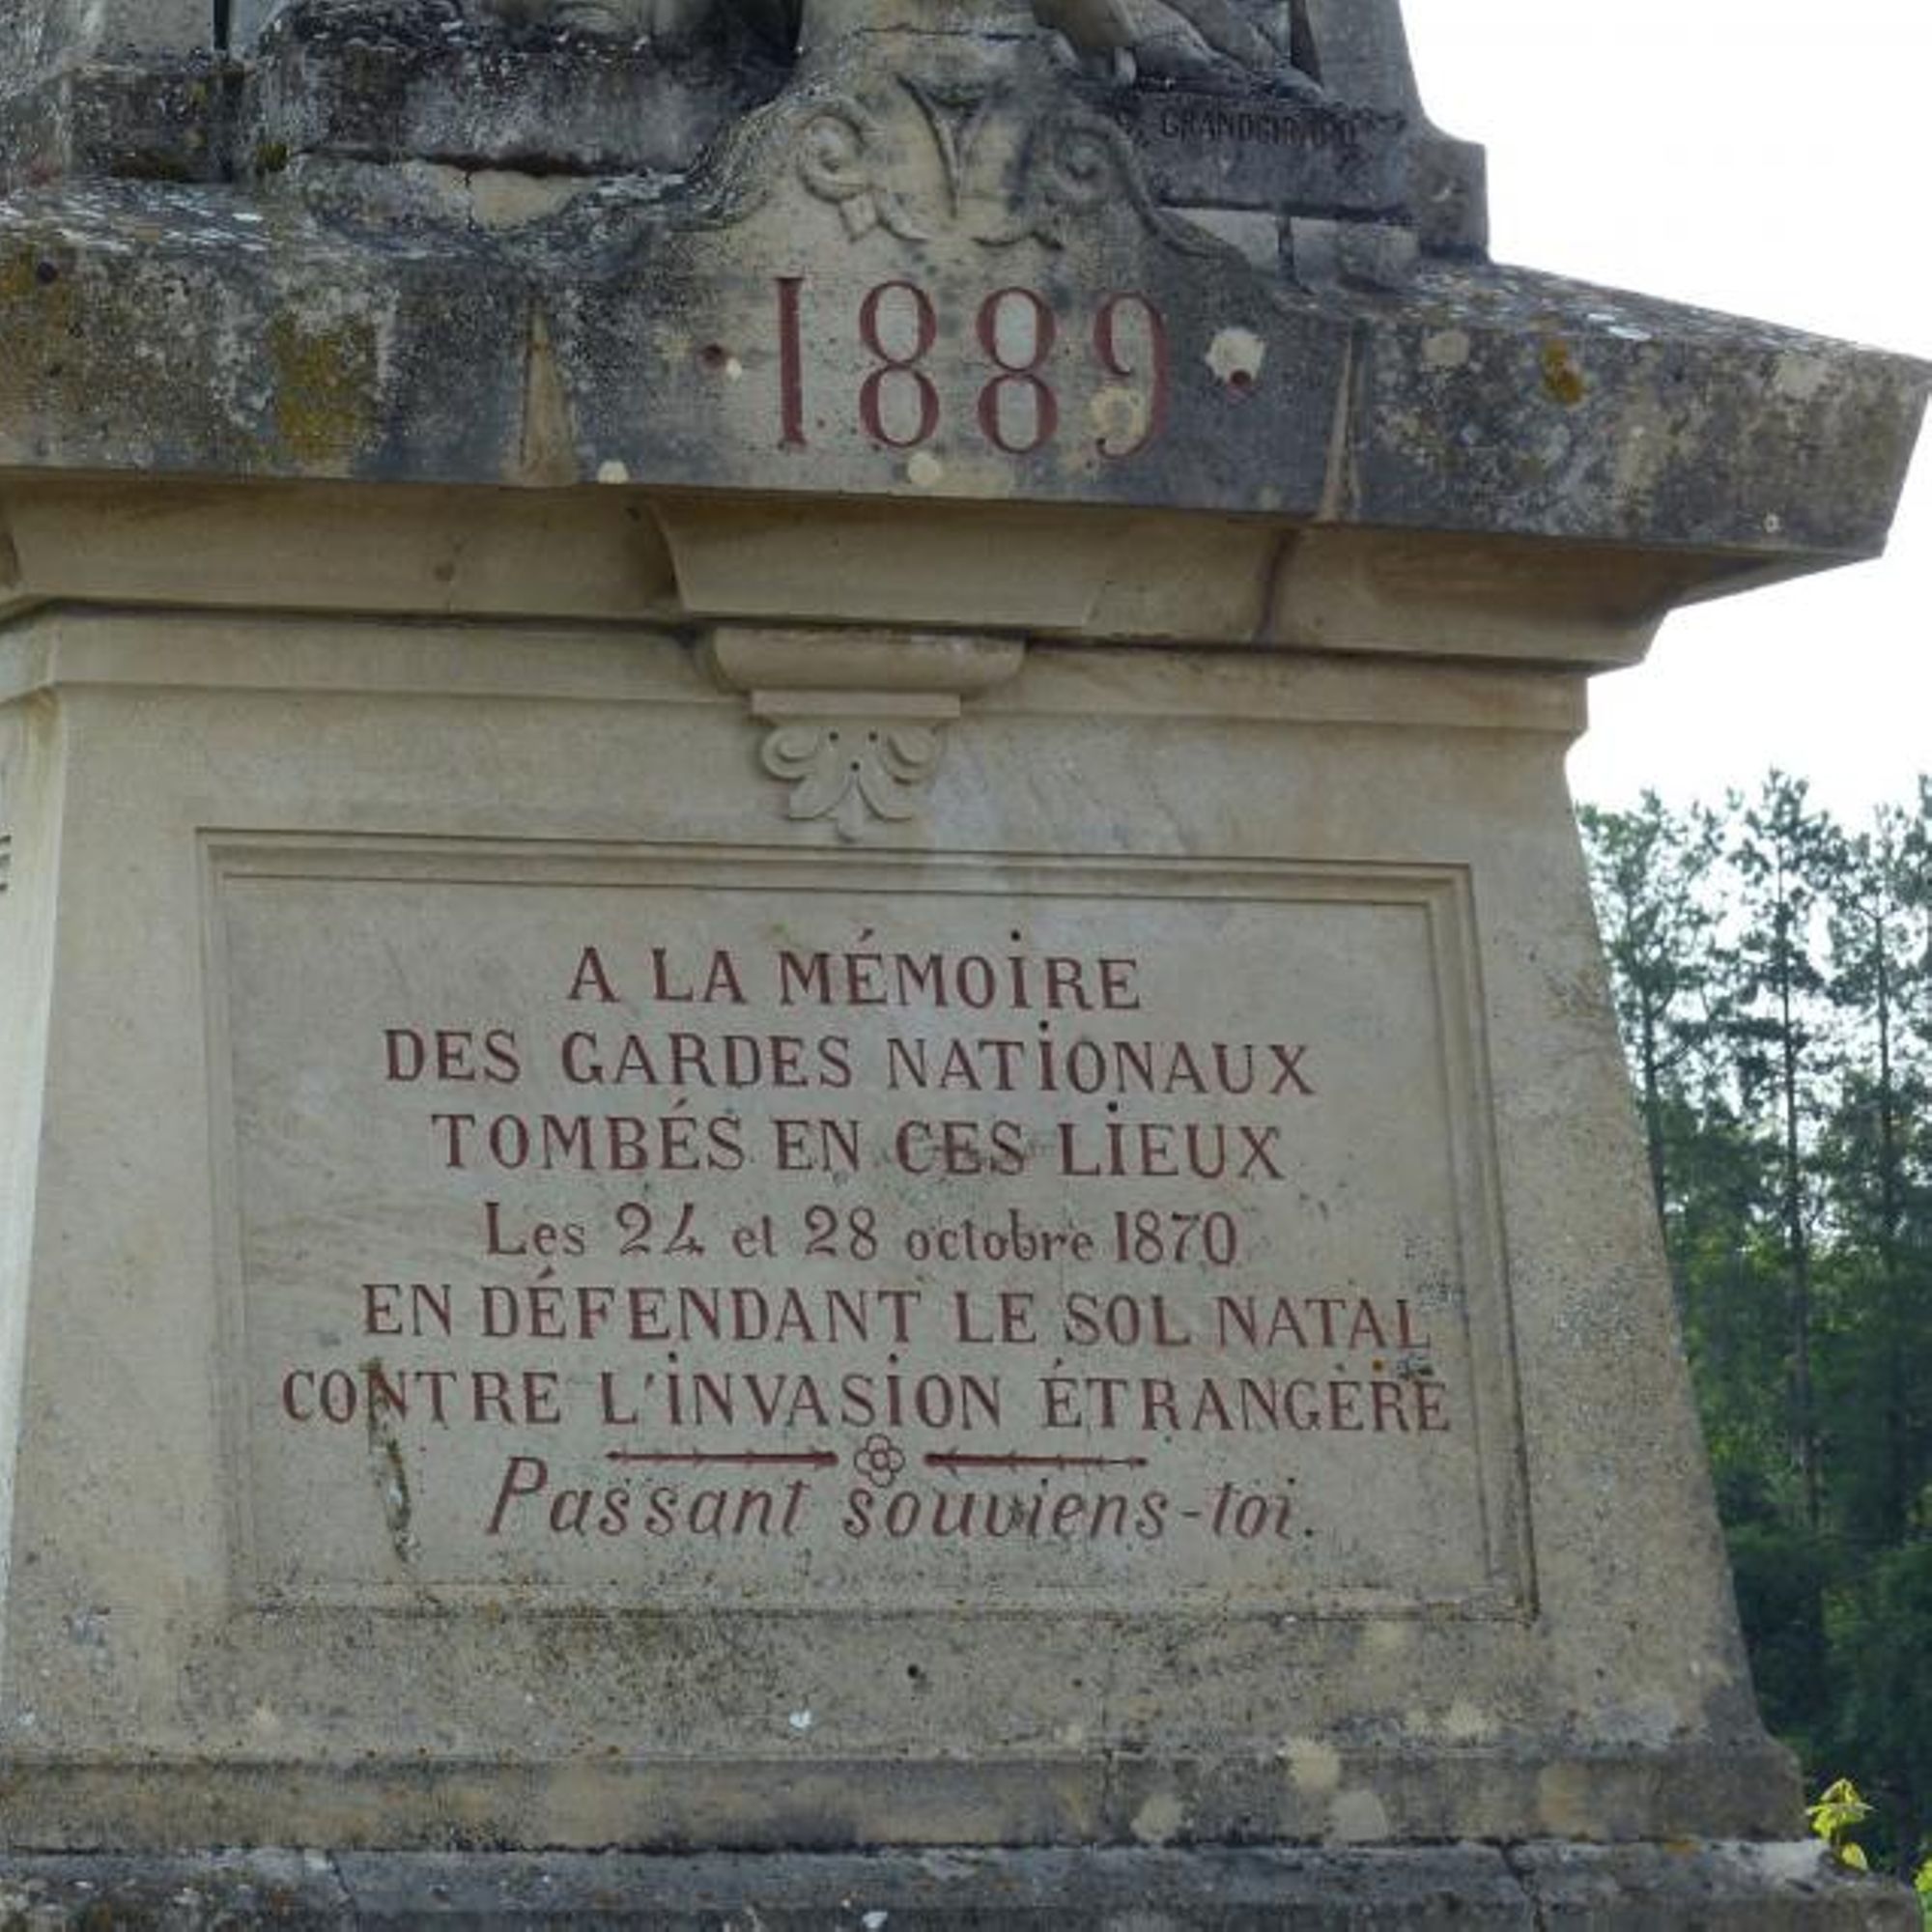 GRANDGIRARD
1889
A LA MÉMOIRE
DES GARDES NATIONAUX
TOMBÉS EN CES LIEUX
Les 24 et 28 octobre 1870
EN DÉFENDANT LE SOL NATAL
CONTRE L'INVASION ÉTRANGÈRE
Passant souviens-toi.